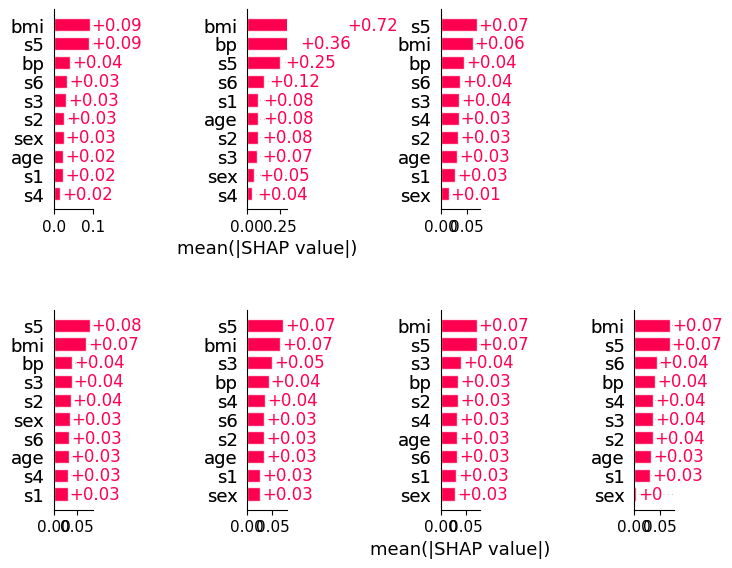 bmi +0.09 bmi +0.72 s5 +0.07
s5 +0.09 bp +0.36 bmi +0.06
bp +0.04 s5 +0.25 bp +0.04
s6 +0.03 s6 +0.12 s6 +0.04
s3 +0.03 s1 +0.08 s3 +0.04
s2 +0.03 age +0.08 s4 +0.03
sex +0.03 s2 +0.08 s2 +0.03
age +0.02 s3 +0.07 age +0.03
s1 +0.02 sex +0.05 s1 +0.03
s4 +0.02 s4 +0.04 sex +0.01
0.0 0.1 0.00 0.25 0.00 0.05
mean(|SHAP value|)
s5 +0.08 s5 +0.07 bmi +0.07 bmi +0.07
bmi +0.07 bmi +0.07 s5 +0.07 s5 +0.07
bp +0.04 s3 +0.05 s3 +0.04 s6 +0.04
s3 +0.04 bp +0.04 bp +0.03 bp +0.04
s2 +0.04 s4 +0.04 s2 +0.03 s4 +0.04
sex +0.03 s6 +0.03 s4 +0.03 s3 +0.04
s6 +0.03 s2 +0.03 age +0.03 s2 +0.04
age +0.03 age +0.03 s6 +0.03 age +0.03
s4 +0.03 s1 +0.03 s1 +0.03 s1 +0.03
s1 +0.03 sex +0.03 sex +0.03 sex +0
0.00 0.05 0.00 0.05 0.00 0.05 0.00 0.05
mean(|SHAP value|)